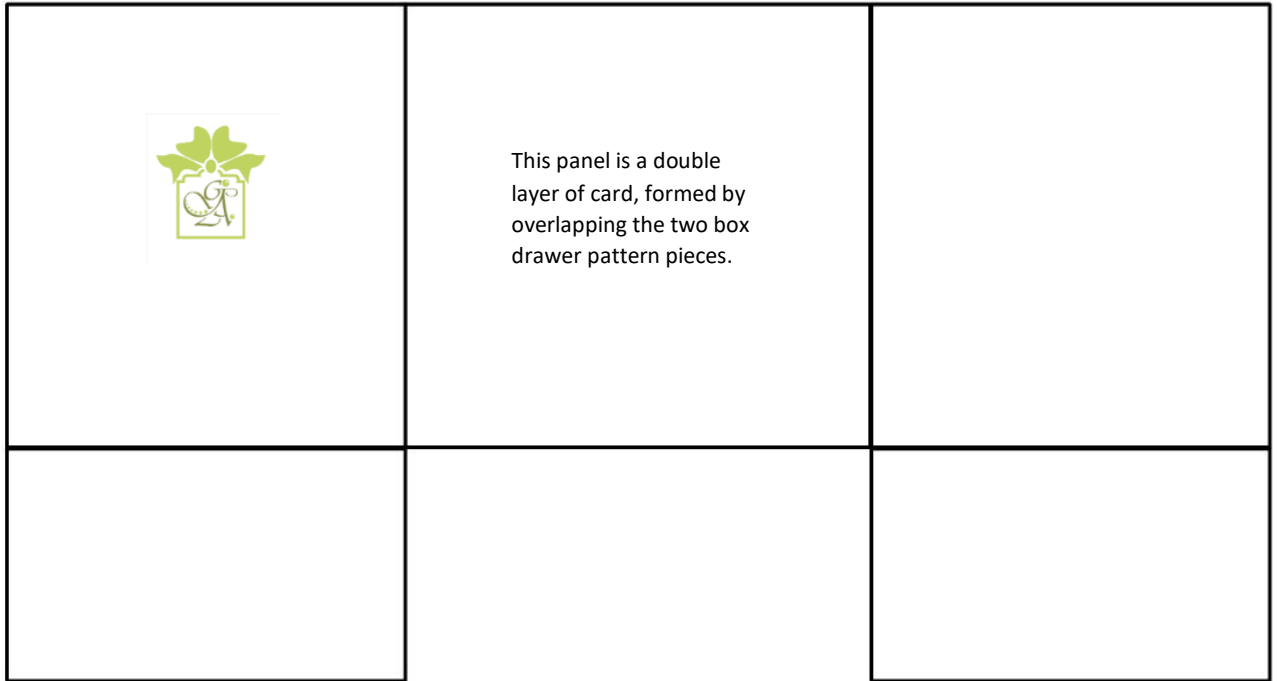 This panel is a double
layer of card, formed by
overlapping the two box
drawer pattern pieces.